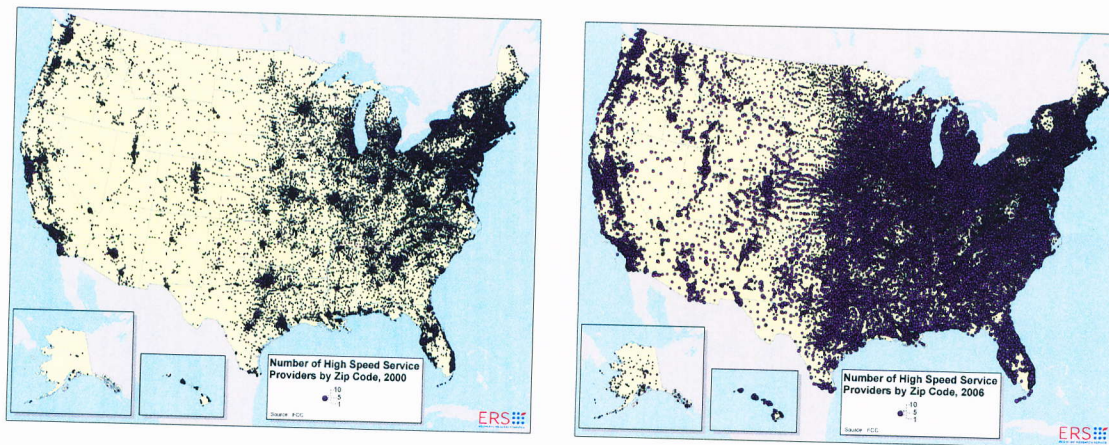 Number of High Speed Service
Providers by Zip Code, 2000
10
5
1
Source: FCC
ERS
Number of High Speed Service
Providers by Zip Code, 2006
10
5
1
Source: FCC
ERS